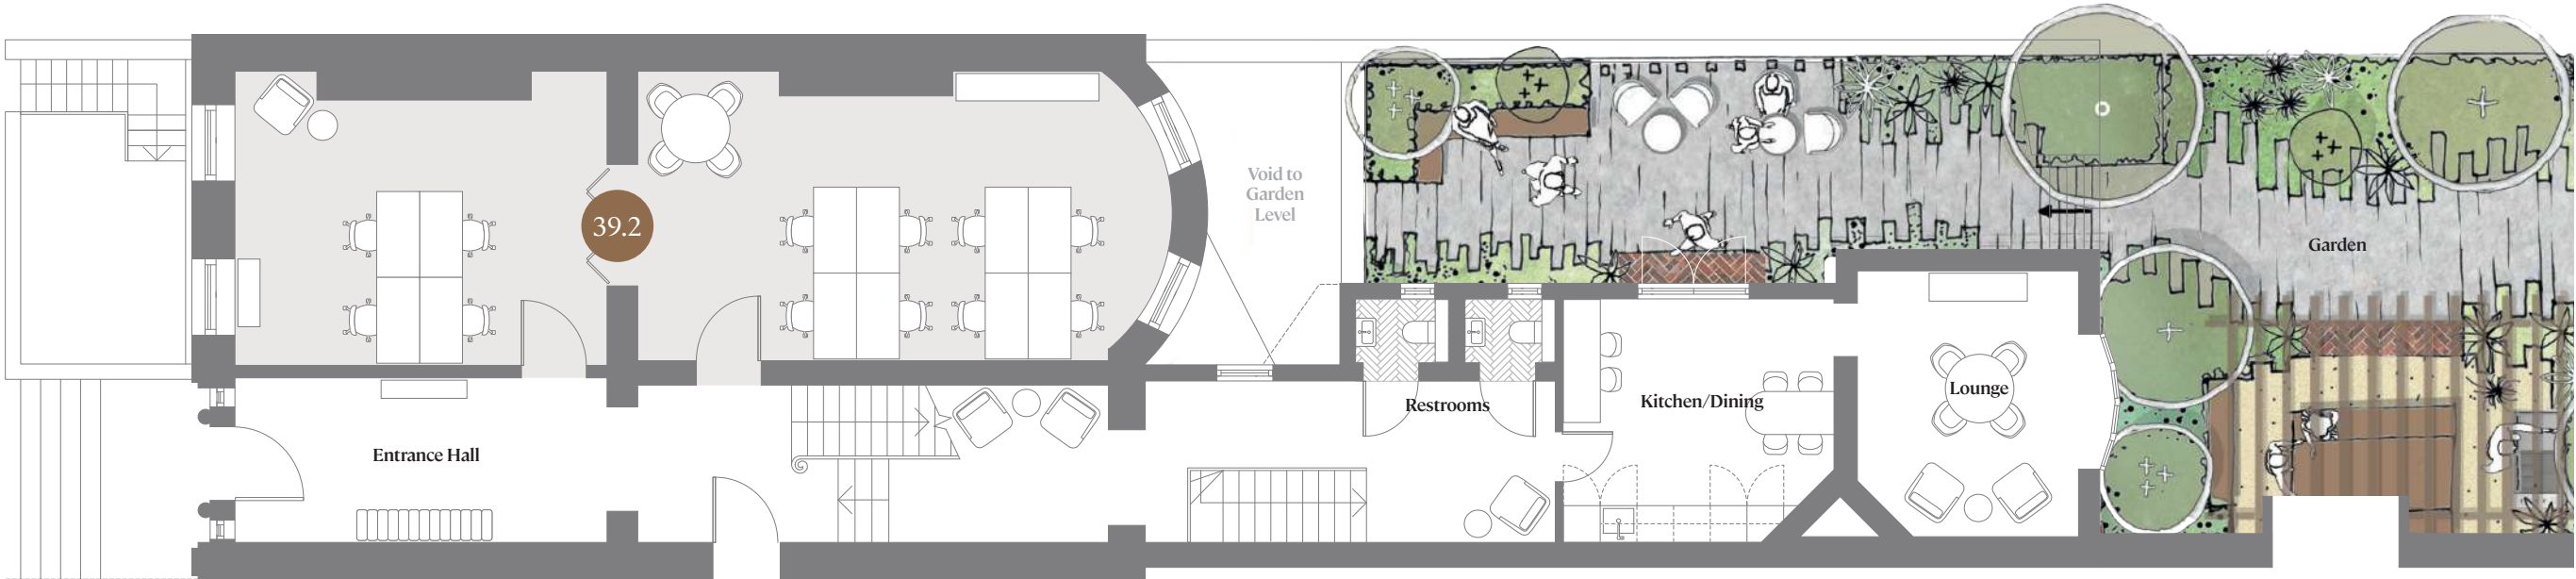 39.2
Void to
Garden
Level
Garden
Restrooms
Kitchen/Dining
Lounge
Entrance Hall